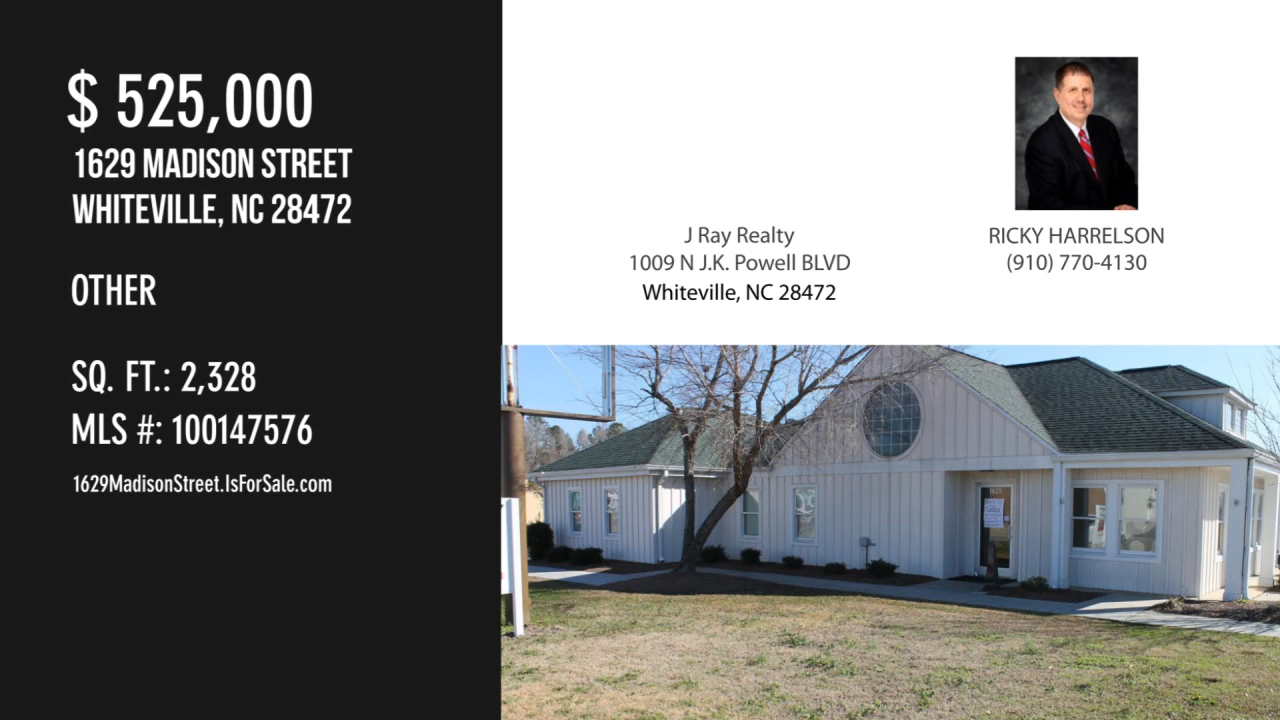 $ 525,000
1629 MADISON STREET
WHITEVILLE, NC 28472
OTHER
SQ. FT.: 2,328
MLS #: 100147576
1629MadisonStreet.IsForSale.com
J Ray Realty
1009 N J.K. Powell BLVD
Whiteville, NC 28472
RICKY HARRELSON
(910) 770-4130
1629